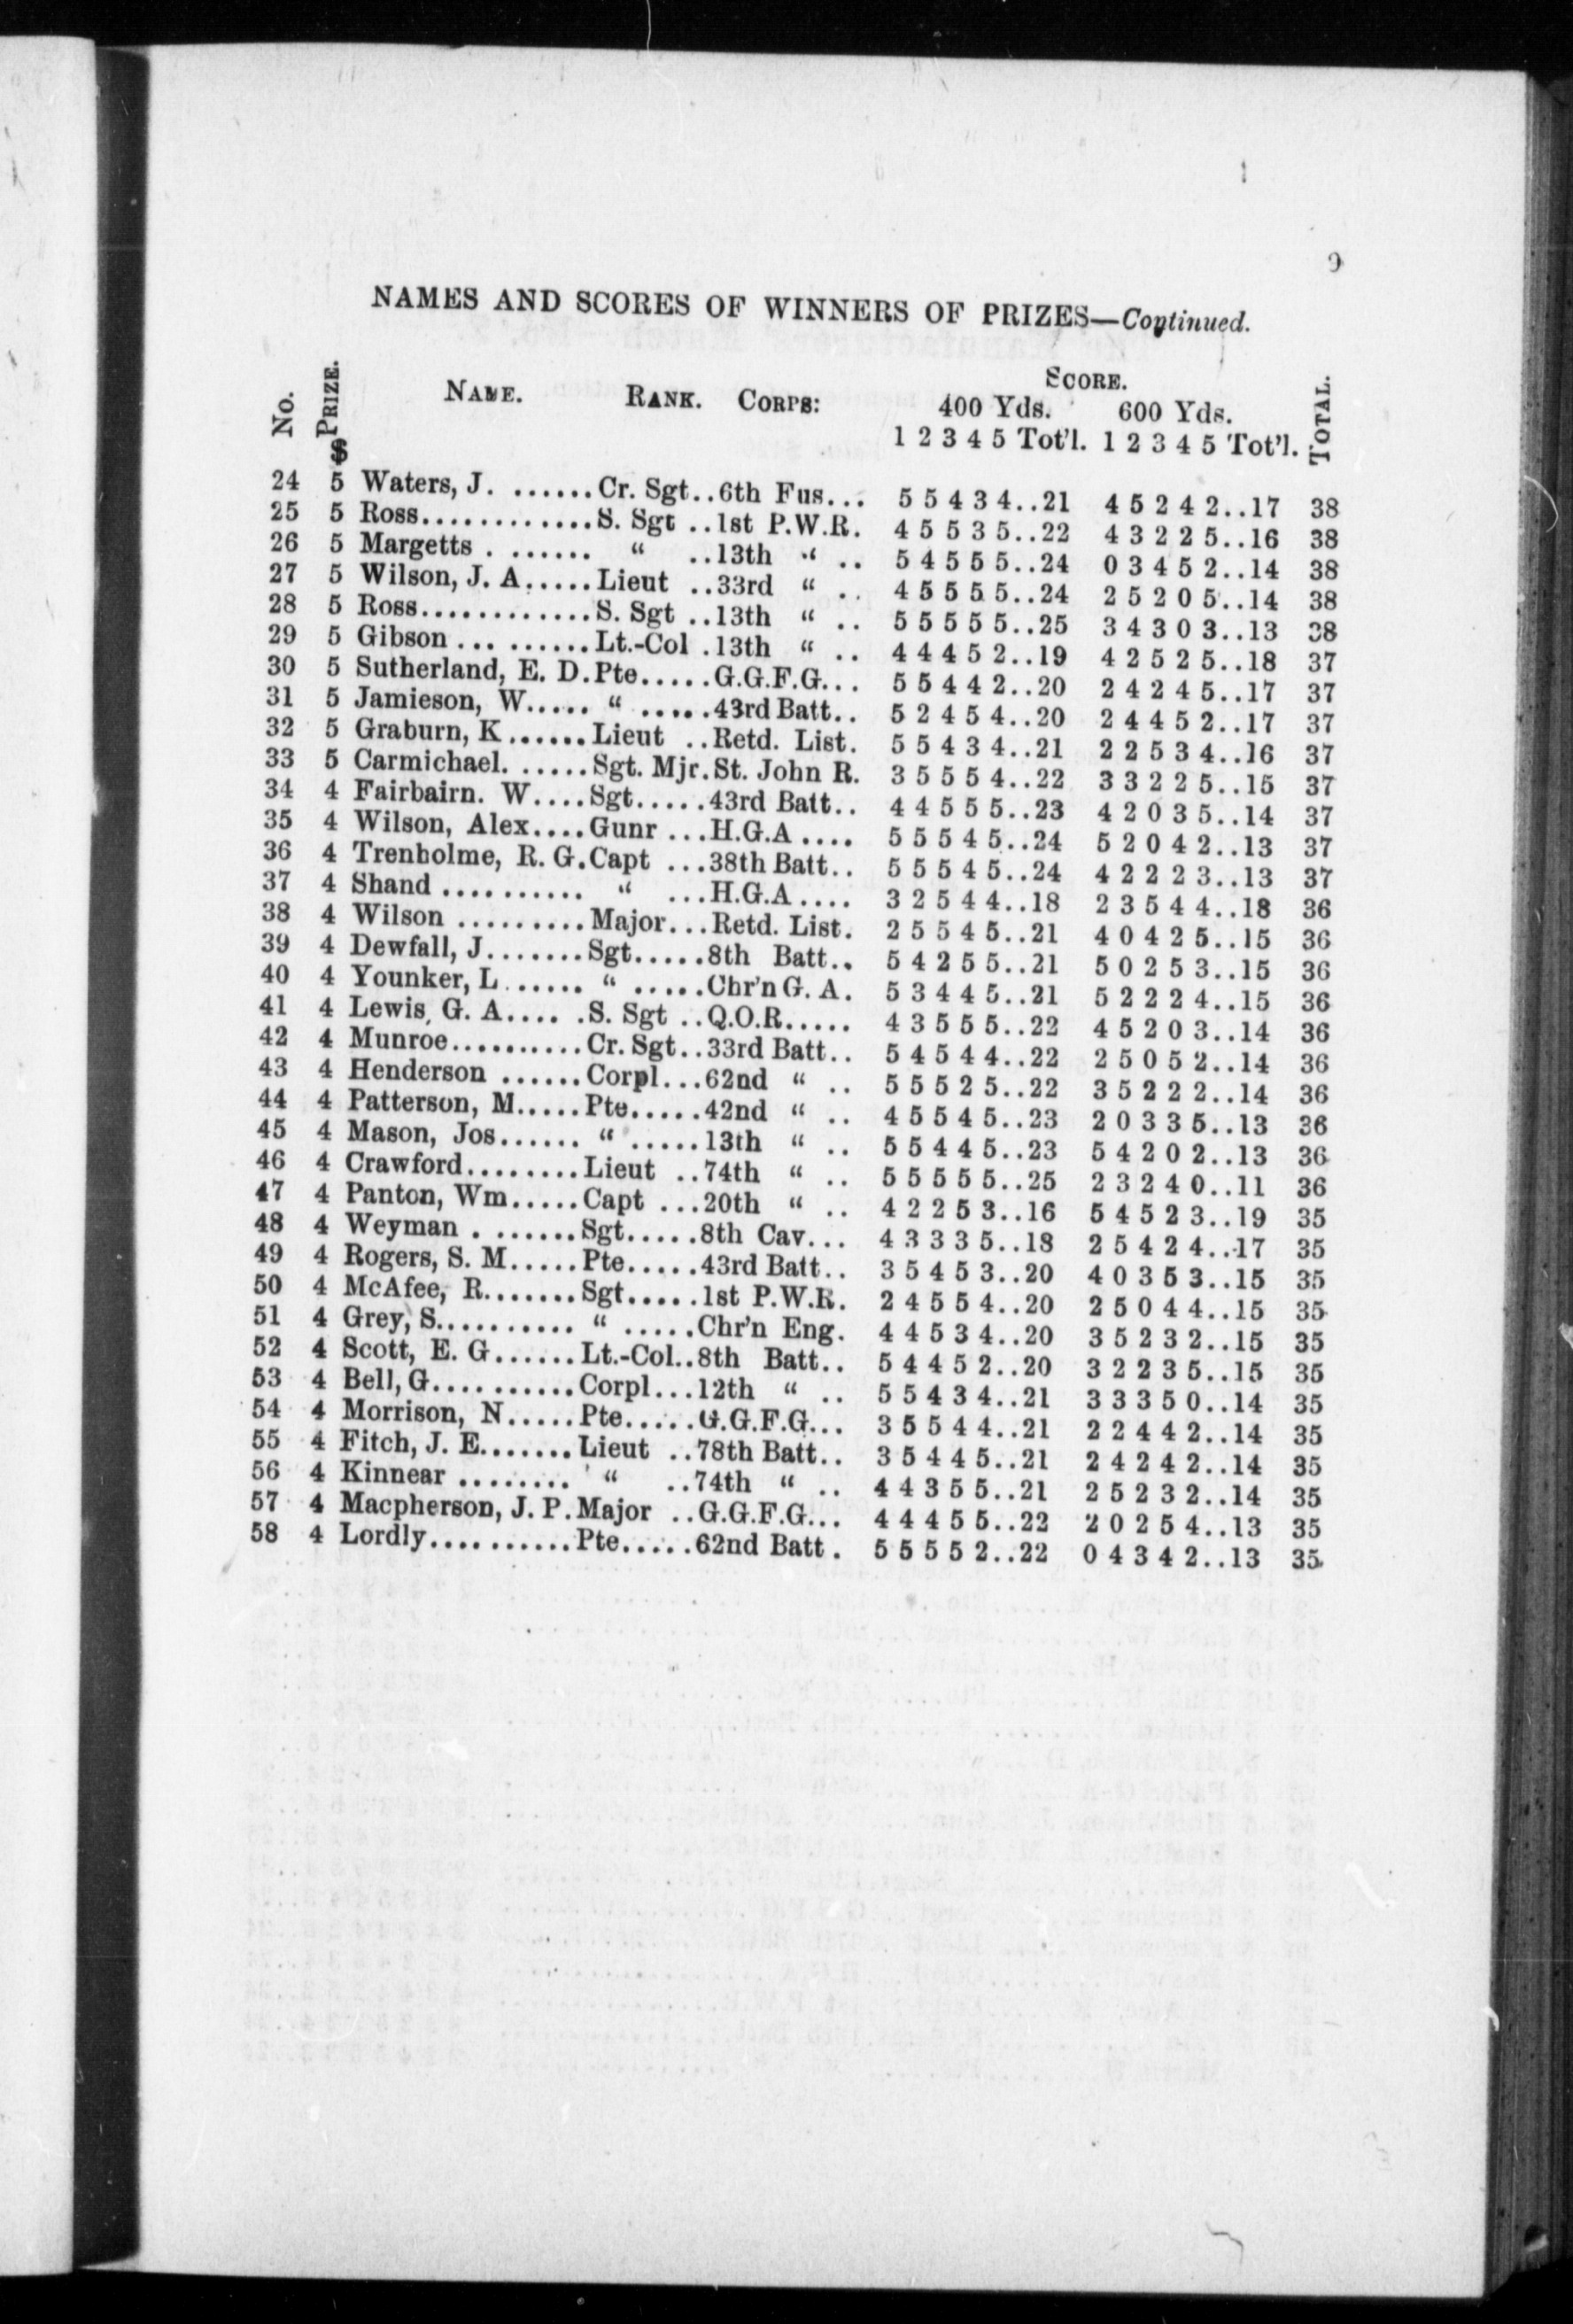 9
NAMES AND SCORES OF WINNERS OF PRIZES—Continued.
No. PRIZE. NAME. RANK. CORPS: SCORE. TOTAL.
400 Yds. 600 Yds.
$ 1 2 3 4 5 Tot'l. 1 2 3 4 5 Tot'l.
24 5 Waters, J. ......Cr. Sgt..6th Fus... 5 5 4 3 4..21 4 5 2 4 2..17 38
25 5 Ross............S. Sgt ..1st P.W.R. 4 5 5 3 5..22 4 3 2 2 5..16 38
26 5 Margetts . ...... “ ..13th “ .. 5 4 5 5 5..24 0 3 4 5 2..14 38
27 5 Wilson, J. A.....Lieut ..33rd “ .. 4 5 5 5 5..24 2 5 2 0 5..14 38
28 5 Ross............S. Sgt ..13th “ .. 5 5 5 5 5..25 3 4 3 0 3..13 38
29 5 Gibson ... ......Lt.-Col .13th “ .. 4 4 4 5 2..19 4 2 5 2 5..18 37
30 5 Sutherland, E. D.Pte.....G.G.F.G... 5 5 4 4 2..20 2 4 2 4 5..17 37
31 5 Jamieson, W..... “ .....43rd Batt.. 5 2 4 5 4..20 2 4 4 5 2..17 37
32 5 Graburn, K ......Lieut ..Retd. List. 5 5 4 3 4..21 2 2 5 3 4..16 37
33 5 Carmichael. ......Sgt. Mjr.St. John R. 3 5 5 5 4..22 3 3 2 2 5..15 37
34 4 Fairbairn. W....Sgt.....43rd Batt.. 4 4 5 5 5..23 4 2 0 3 5..14 37
35 4 Wilson, Alex....Gunr ...H.G.A .... 5 5 5 4 5..24 5 2 0 4 2..13 37
36 4 Trenholme, R. G.Capt ...38th Batt.. 5 5 5 4 5..24 4 2 2 2 3..13 37
37 4 Shand .......... “ ...H.G.A .... 3 2 5 4 4..18 2 3 5 4 4..18 36
38 4 Wilson .........Major...Retd. List. 2 5 5 4 5..21 4 0 4 2 5..15 36
39 4 Dewfall, J.......Sgt.....8th Batt.. 5 4 2 5 5..21 5 0 2 5 3..15 36
40 4 Younker, L ...... “ .....Chr'n G. A. 5 3 4 4 5..21 5 2 2 2 4..15 36
41 4 Lewis, G. A.... .S. Sgt ..Q.O.R..... 4 3 5 5 5..22 4 5 2 0 3..14 36
42 4 Munroe..........Cr. Sgt..33rd Batt.. 5 4 5 4 4..22 2 5 0 5 2..14 36
43 4 Henderson ......Corpl...62nd “ .. 5 5 5 2 5..22 3 5 2 2 2..14 36
44 4 Patterson, M.....Pte.....42nd “ .. 4 5 5 4 5..23 2 0 3 3 5..13 36
45 4 Mason, Jos...... “ .....13th “ .. 5 5 4 4 5..23 5 4 2 0 2..13 36
46 4 Crawford........Lieut ..74th “ .. 5 5 5 5 5..25 2 3 2 4 0..11 36
47 4 Panton, Wm.....Capt ...20th “ .. 4 2 2 5 3..16 5 4 5 2 3..19 35
48 4 Weyman . .......Sgt.....8th Cav... 4 3 3 3 5..18 2 5 4 2 4..17 35
49 4 Rogers, S. M.....Pte.....43rd Batt.. 3 5 4 5 3..20 4 0 3 5 3..15 35
50 4 McAfee, R.......Sgt.....1st P.W.R. 2 4 5 5 4..20 2 5 0 4 4..15 35
51 4 Grey, S.......... “ .....Chr'n Eng. 4 4 5 3 4..20 3 5 2 3 2..15 35
52 4 Scott, E. G......Lt.-Col..8th Batt.. 5 4 4 5 2..20 3 2 2 3 5..15 35
53 4 Bell, G..........Corpl...12th “ .. 5 5 4 3 4..21 3 3 3 5 0..14 35
54 4 Morrison, N.....Pte.....G.G.F.G... 3 5 5 4 4..21 2 2 4 4 2..14 35
55 4 Fitch, J. E.......Lieut ..78th Batt.. 3 5 4 4 5..21 2 4 2 4 2..14 35
56 4 Kinnear ........ “ ..74th “ .. 4 4 3 5 5..21 2 5 2 3 2..14 35
57 4 Macpherson, J. P.Major ..G.G.F.G... 4 4 4 5 5..22 2 0 2 5 4..13 35
58 4 Lordly..........Pte.....62nd Batt. 5 5 5 5 2..22 0 4 3 4 2..13 35